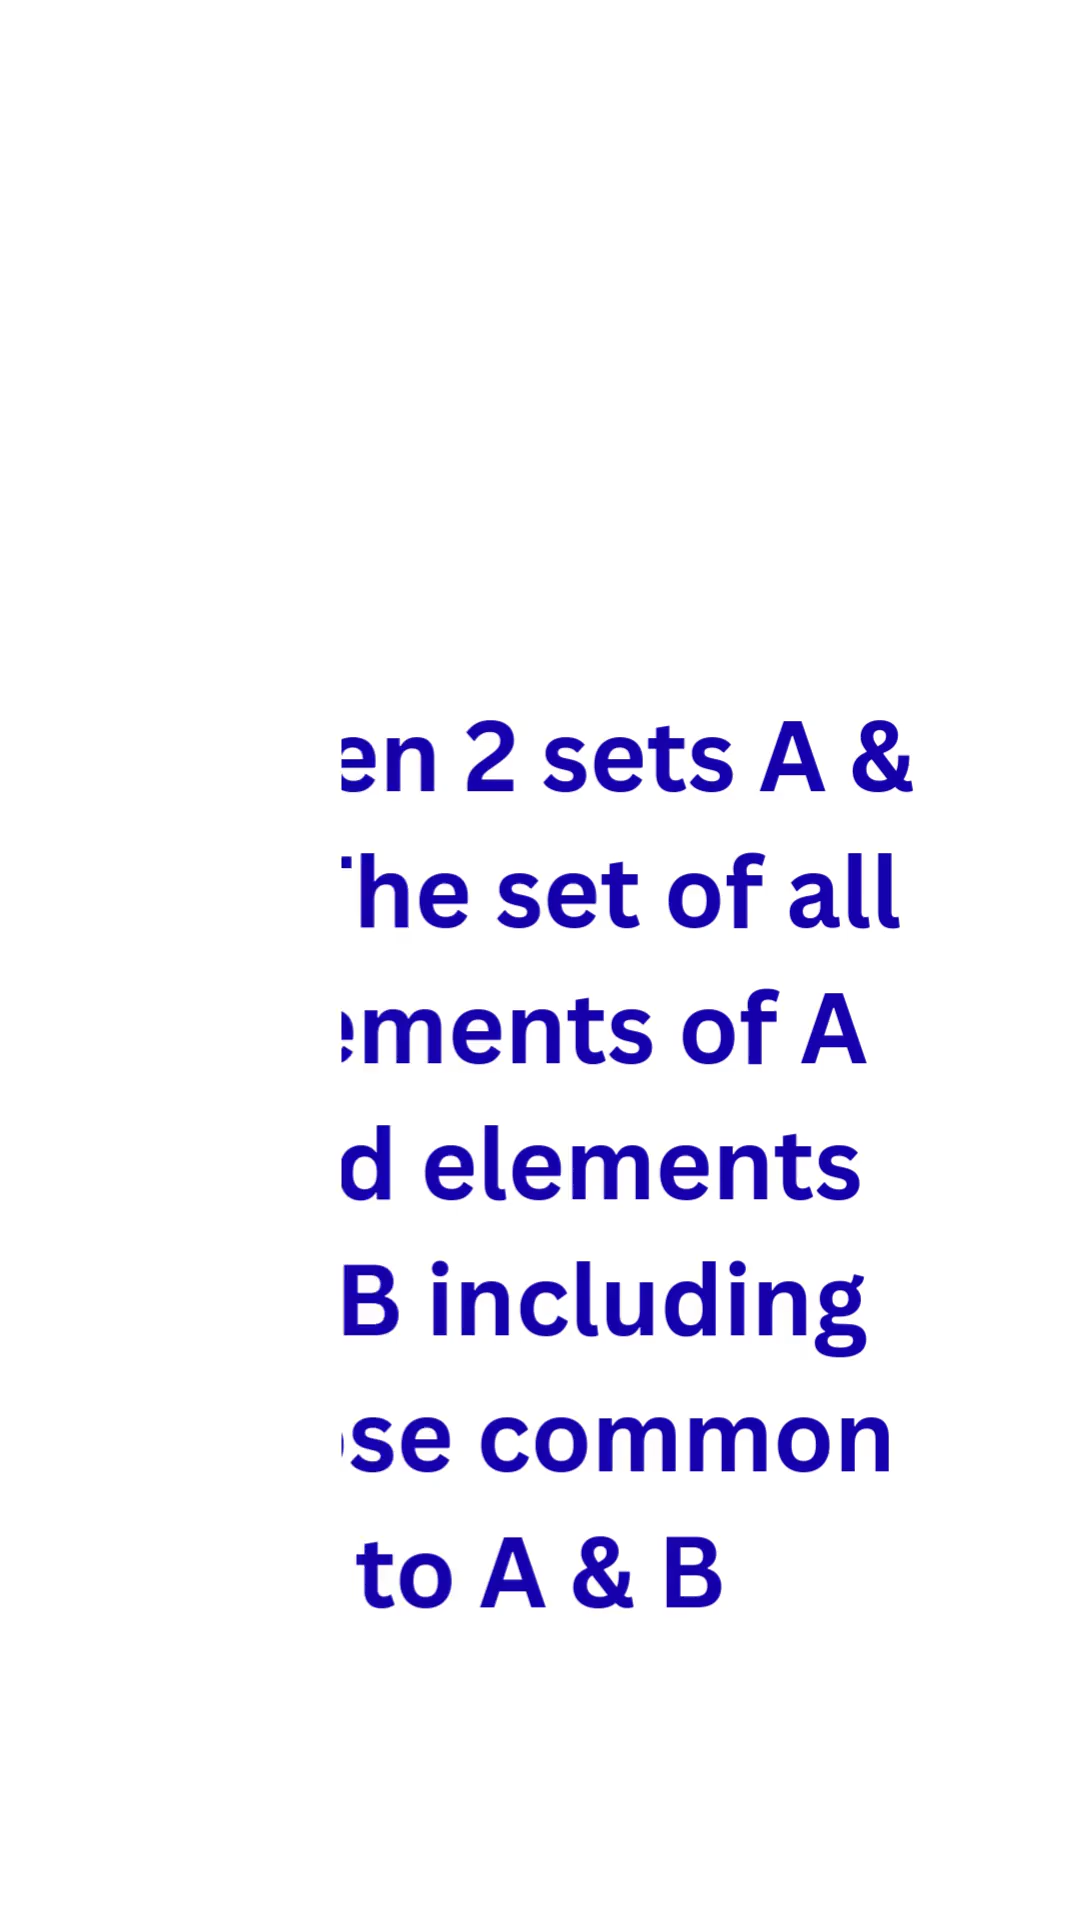 en 2 sets A &
he set of all
ments of A
d elements
B including
se common
to A & B